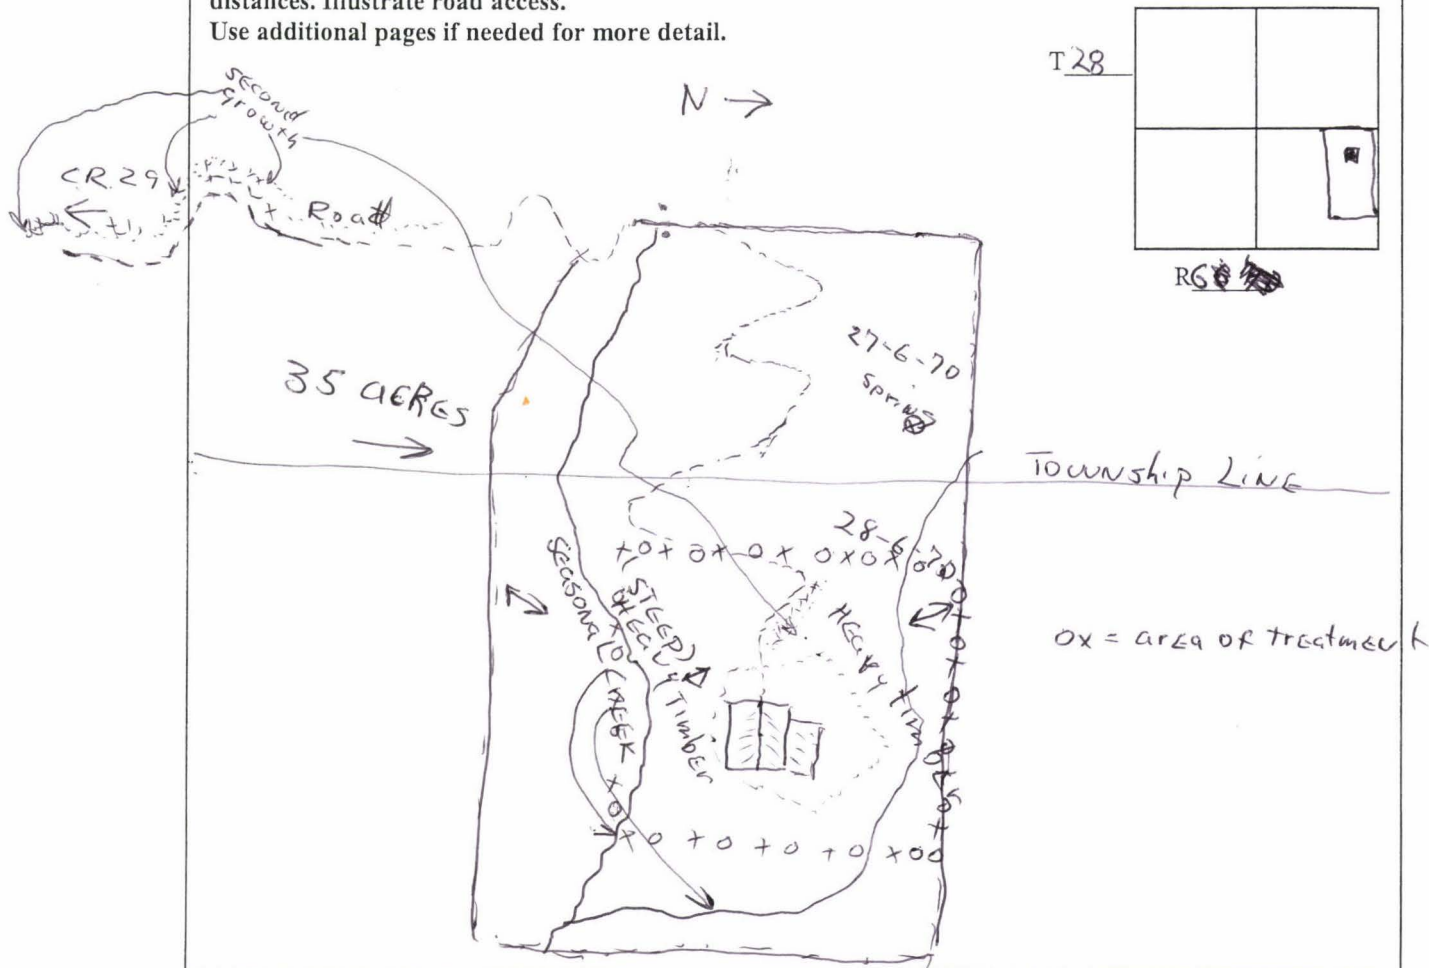 distances. Illustrate road access.
Use additional pages if needed for more detail.
T 28
R6
N →
SECOND
growth
CR 29
Road
35 ACRES
27-6-70
Spring
TOWNShip LiNE
28-6-70
+ o + o x o x o x o x
SEASONAL CREEK
(STEEP)
HEAVY TimbER
HEAVY Tim
ox = arEa of trEatmENt
x o + o + o + o x o o